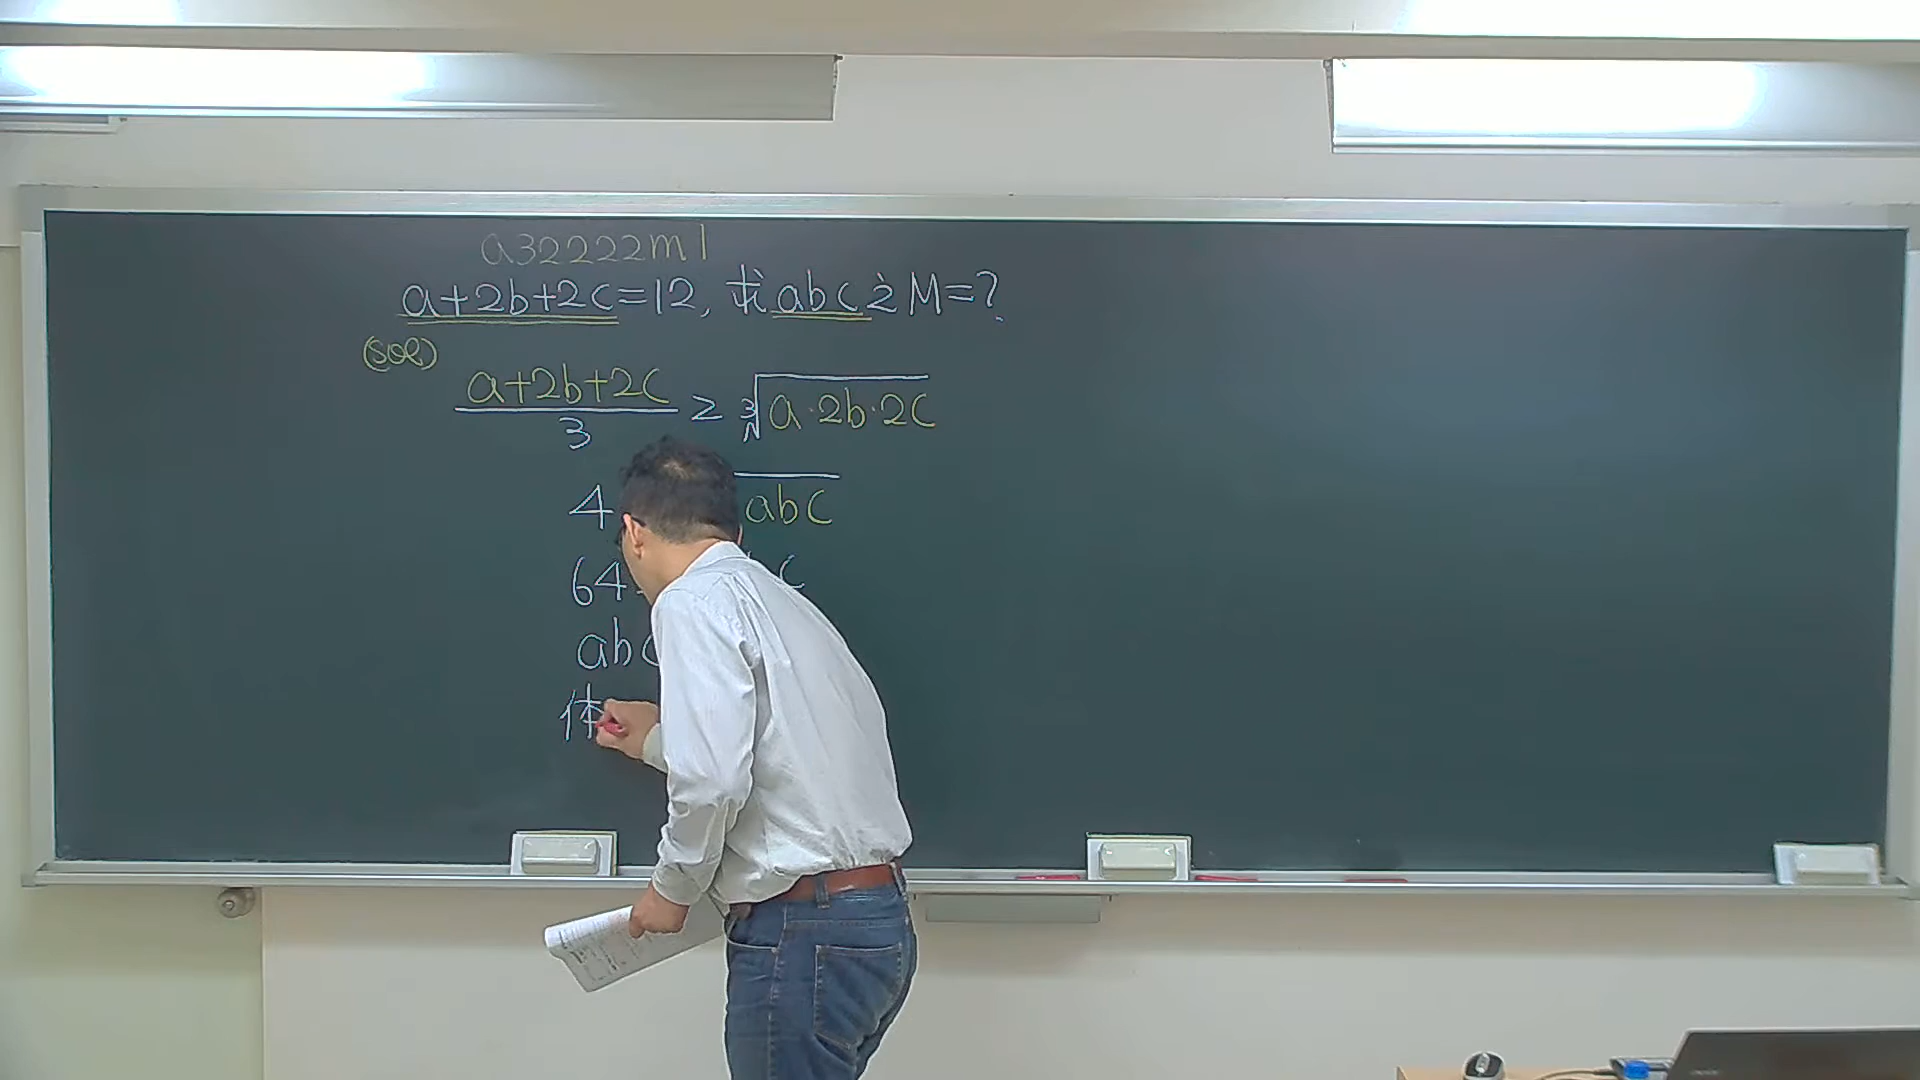 a32222m1
a+2b+2c=12, 求abc之M=?
(sol)
a+2b+2c
3
≥ ∛a·2b·2c
4 abc
64 c
abc
体